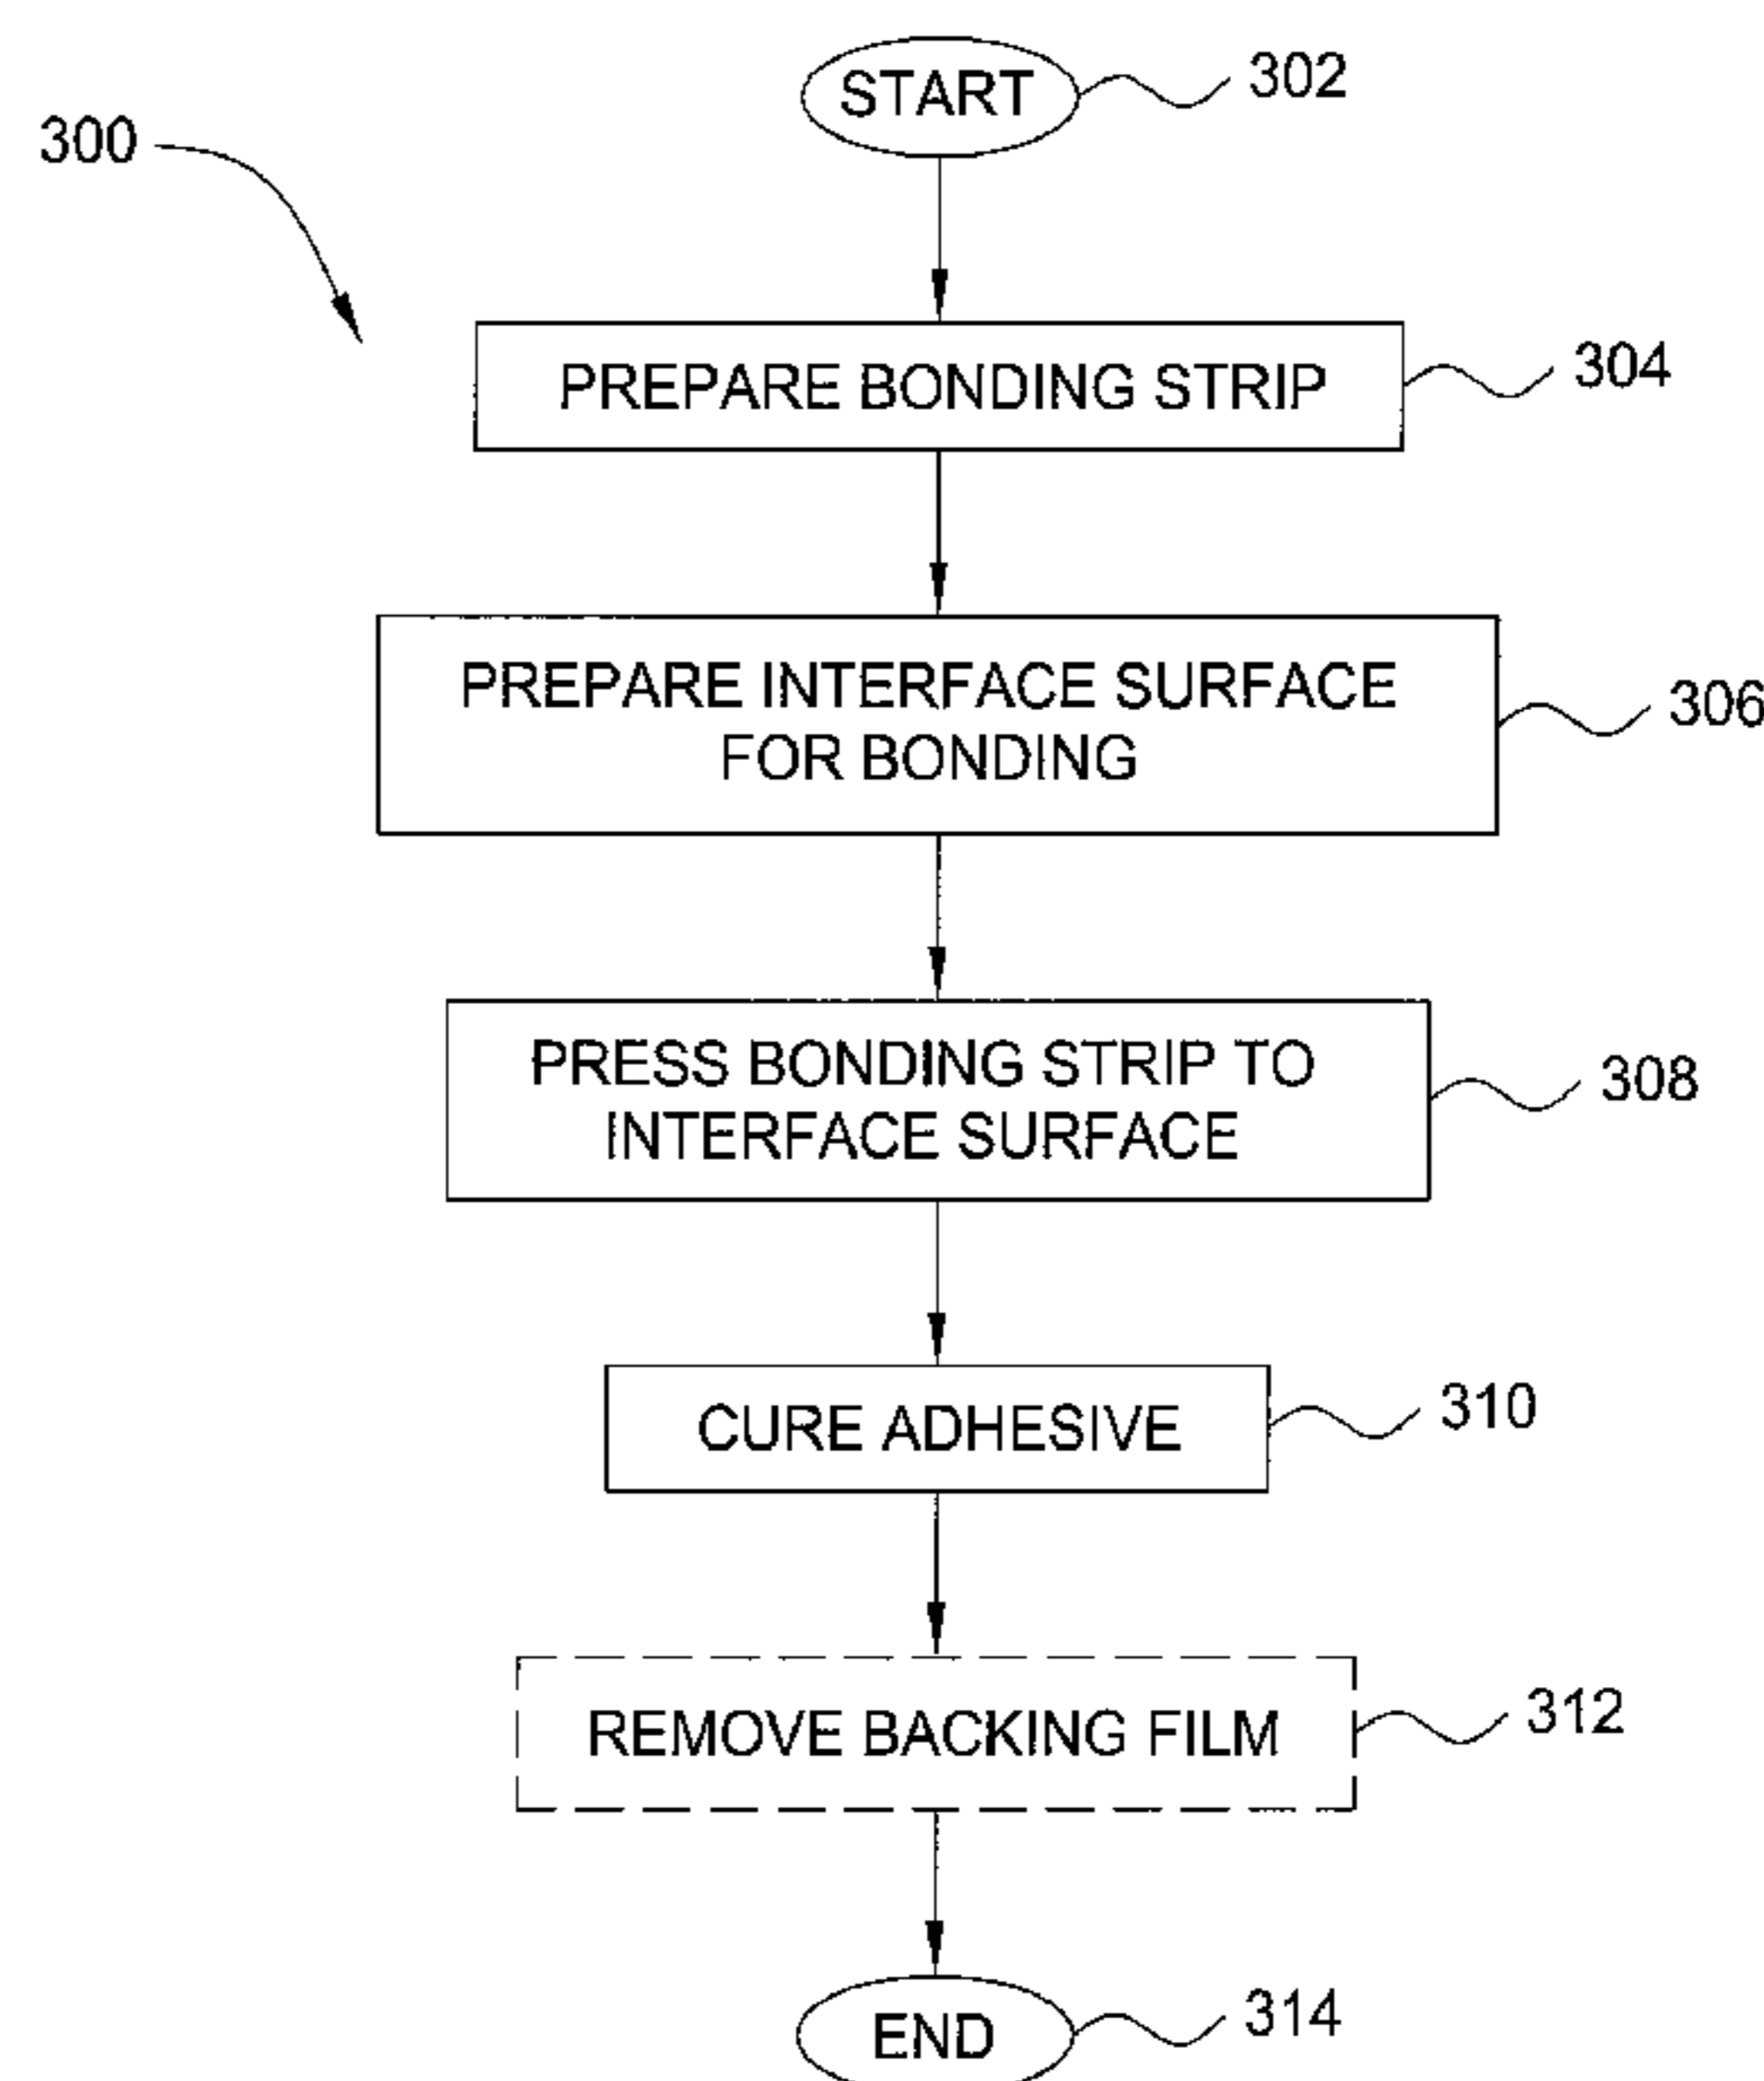 START
302
300
PREPARE BONDING STRIP
304
PREPARE INTERFACE SURFACE
FOR BONDING
306
PRESS BONDING STRIP TO
INTERFACE SURFACE
308
CURE ADHESIVE
310
REMOVE BACKING FILM
312
END
314